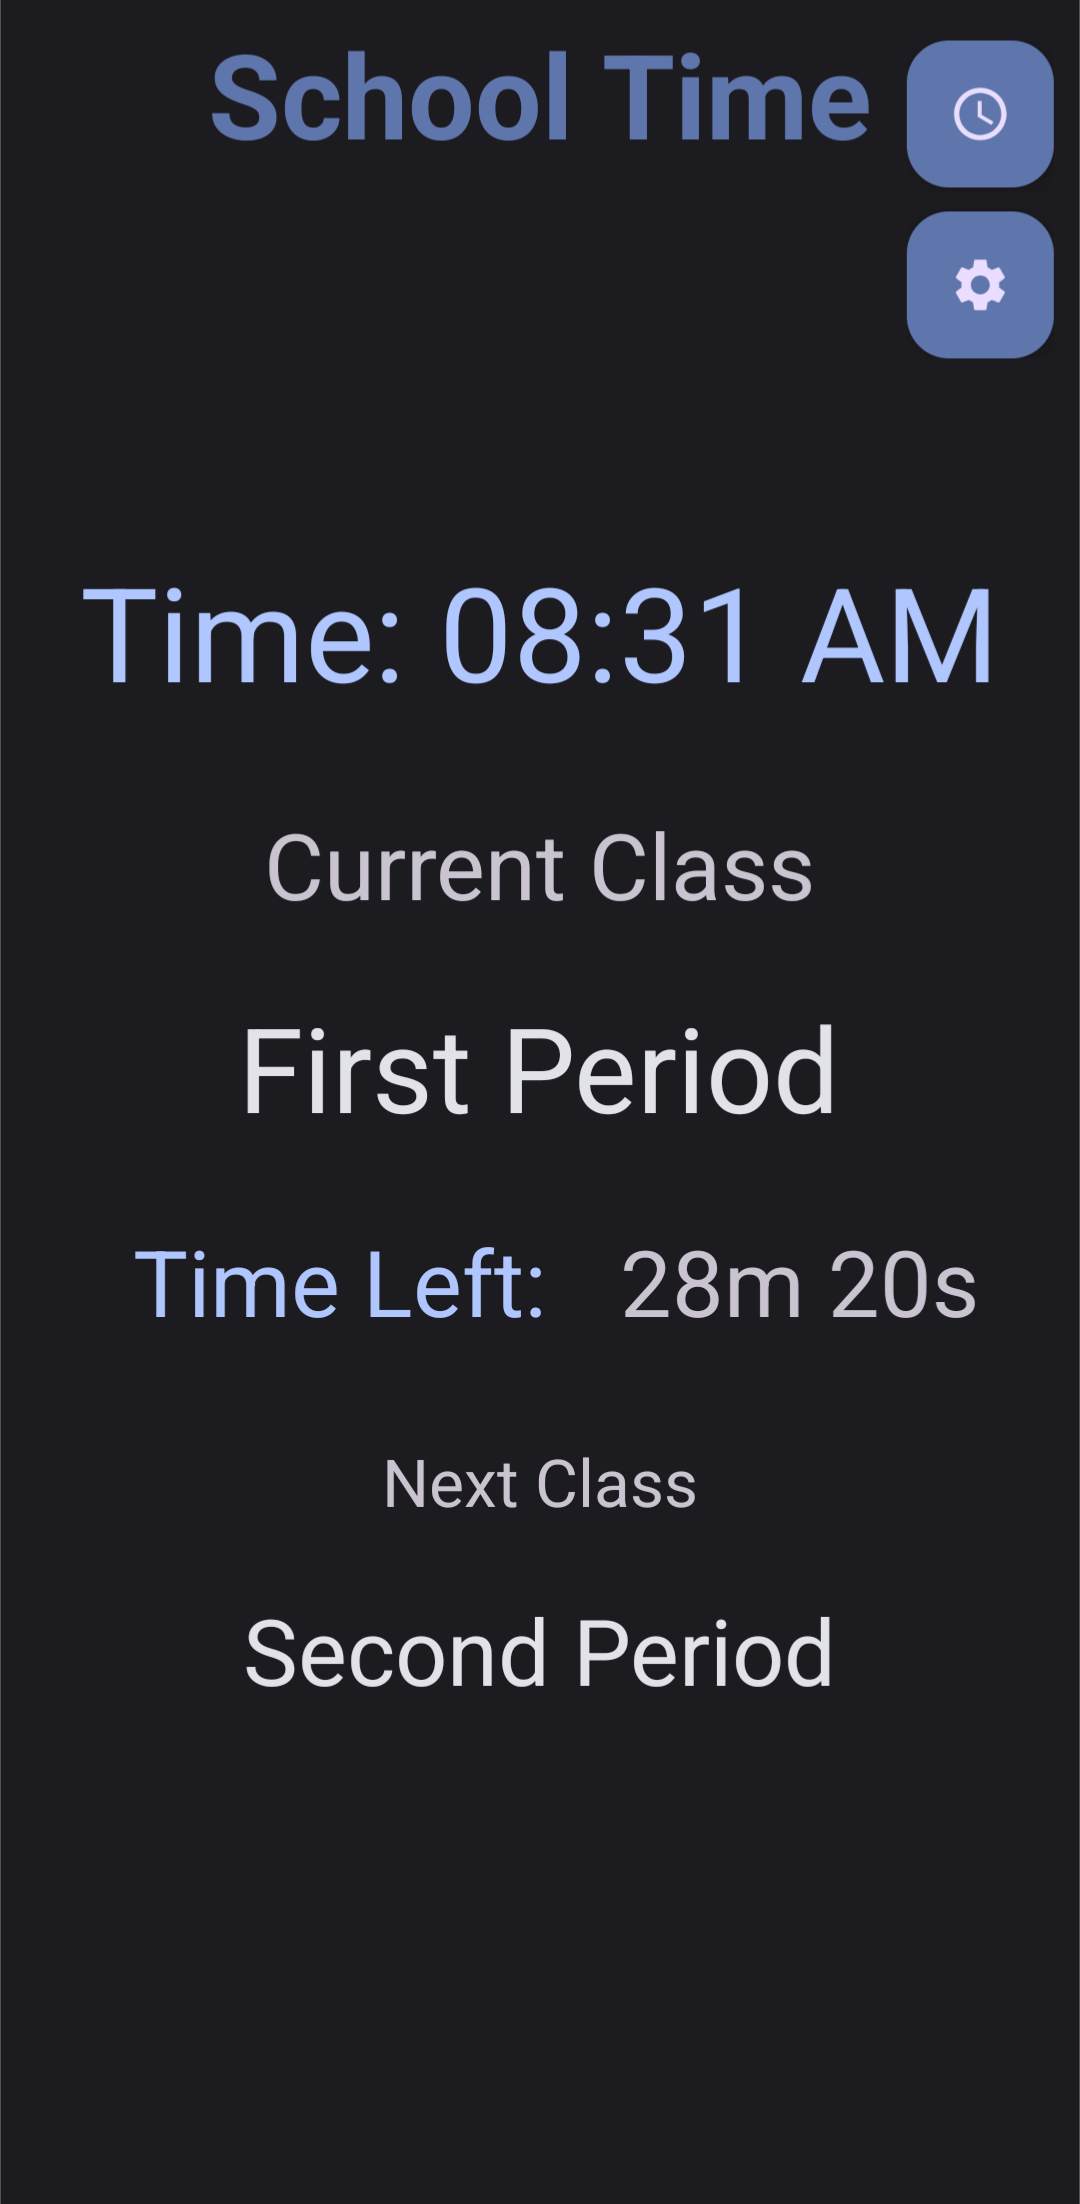 School Time
Time: 08:31 AM
Current Class
First Period
Time Left: 28m 20s
Next Class
Second Period